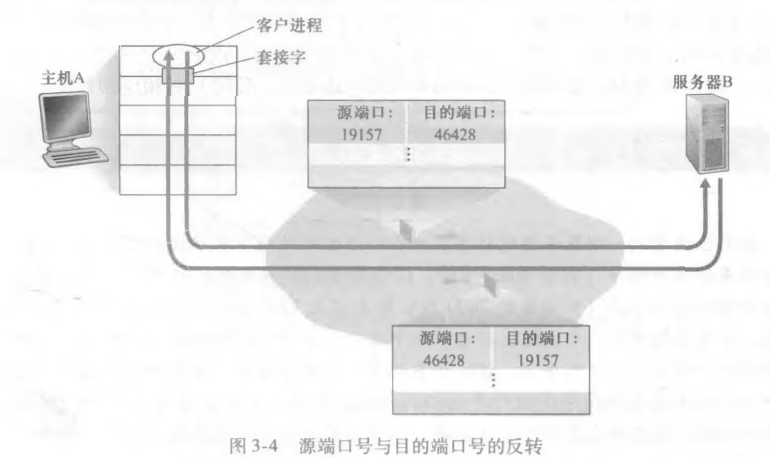 客户进程
套接字
主机A
服务器B
源端口: 目的端口:
19157 46428
源端口: 目的端口:
46428 19157
图 3-4 源端口号与目的端口号的反转